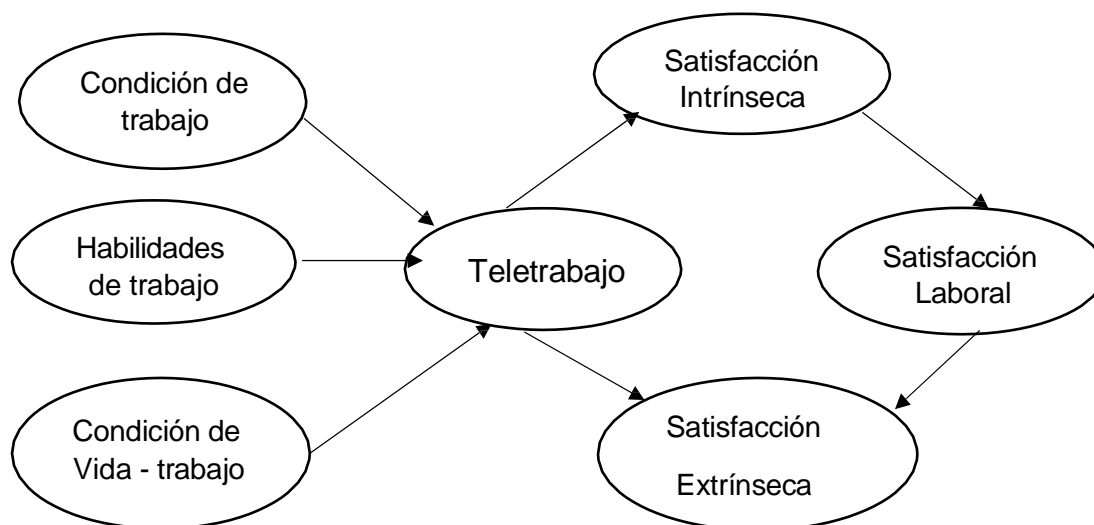 Condición de
trabajo
Habilidades
de trabajo
Condición de
Vida - trabajo
Teletrabajo
Satisfacción
Intrínseca
Satisfacción
Laboral
Satisfacción
Extrínseca